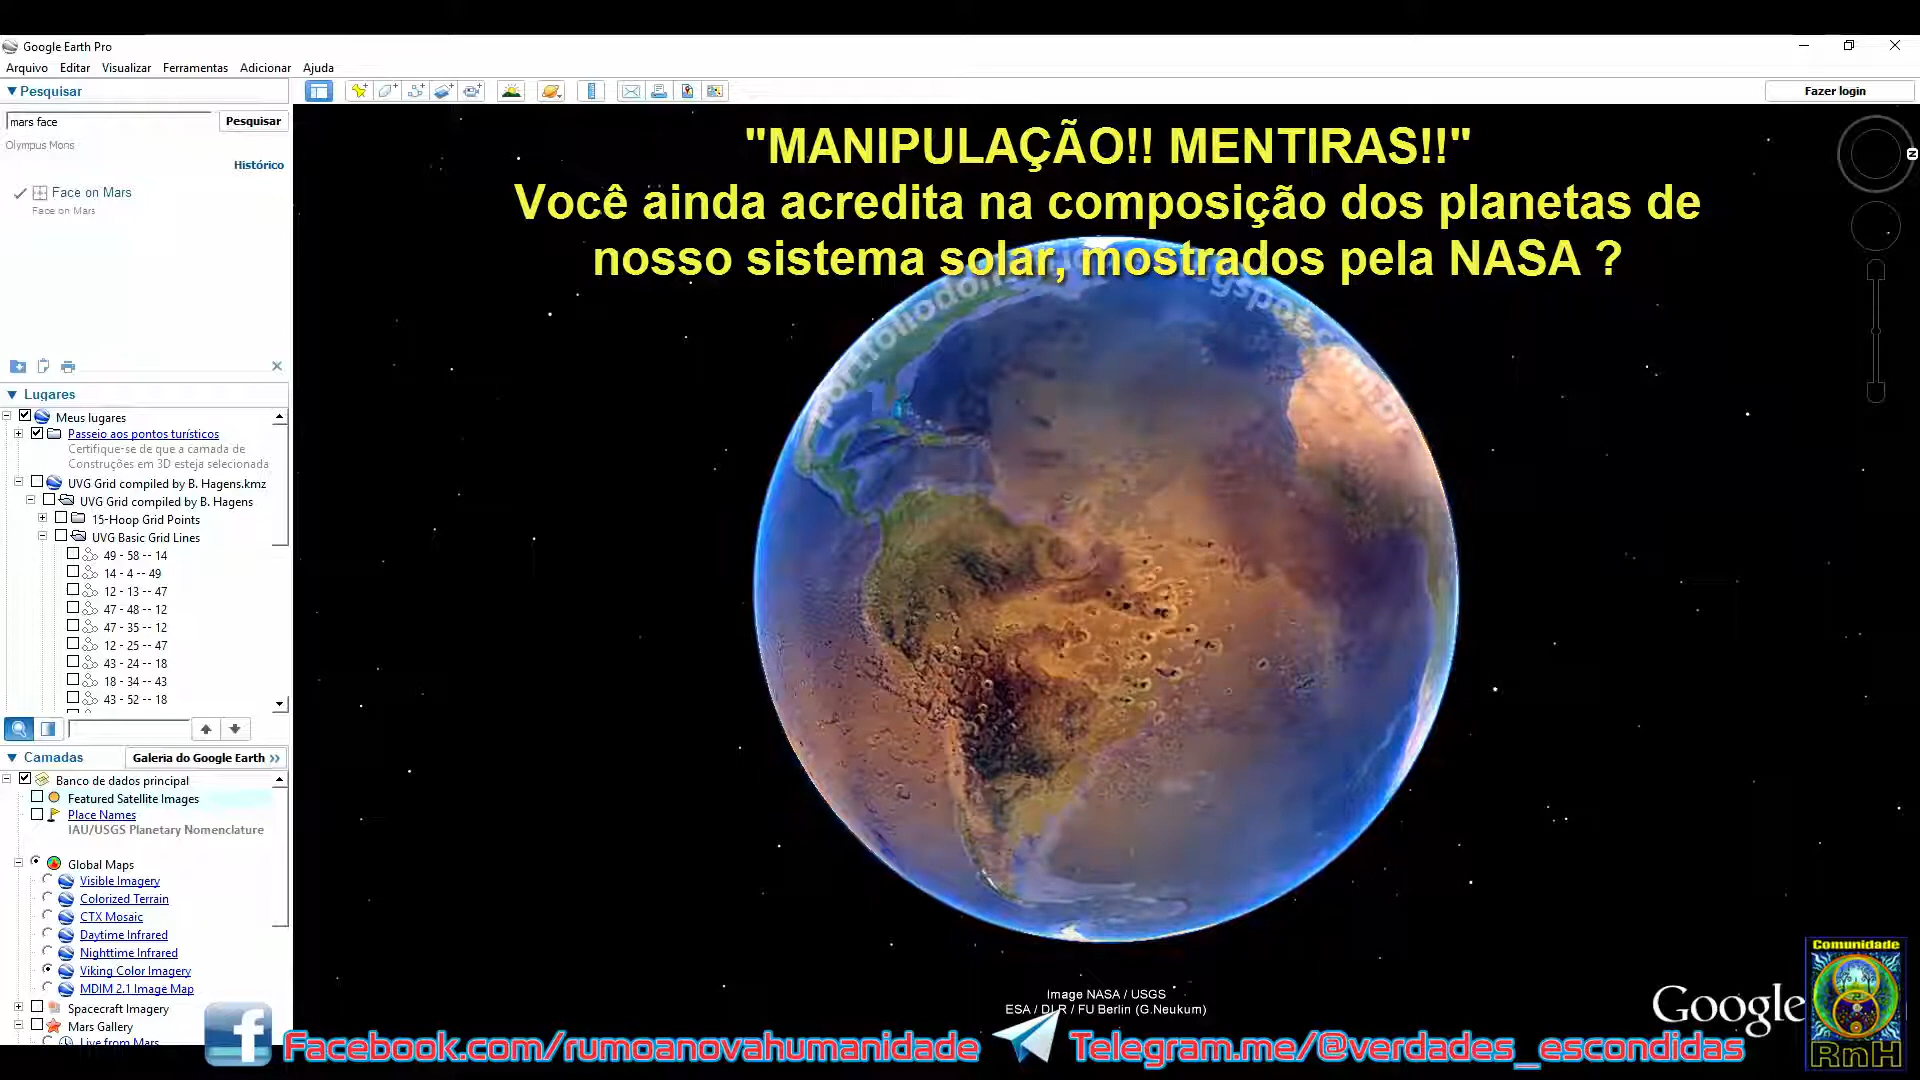 Google Earth Pro
Arquivo Editar Visualizar Ferramentas Adicionar Ajuda
Pesquisar
Fazer login
mars face
Pesquisar
Olympus Mons
Histórico
Face on Mars
Face on Mars
"MANIPULAÇÃO!! MENTIRAS!!"
Você ainda acredita na composição dos planetas de
nosso sistema solar, mostrados pela NASA ?
Lugares
Meus lugares
Passeio aos pontos turísticos
Certifique-se de que a camada de
Construções em 3D esteja selecionada
UVG Grid compiled by B. Hagens.kmz
UVG Grid compiled by B. Hagens
15-Hoop Grid Points
UVG Basic Grid Lines
49 - 58 -- 14
14 - 4 -- 49
12 - 13 -- 47
47 - 48 -- 12
47 - 35 -- 12
12 - 25 -- 47
43 - 24 -- 18
18 - 34 -- 43
43 - 52 -- 18
Camadas
Galeria do Google Earth >>
Banco de dados principal
Featured Satellite Images
Place Names
IAU/USGS Planetary Nomenclature
Global Maps
Visible Imagery
Colorized Terrain
CTX Mosaic
Daytime Infrared
Nighttime Infrared
Viking Color Imagery
MDIM 2.1 Image Map
Spacecraft Imagery
Mars Gallery
Live from Mars
Image NASA / USGS
ESA / DLR / FU Berlin (G.Neukum)
Google
Comunidade
RnH
Facebook.com/rumoanovahumanidade
Telegram.me/@verdades_escondidas